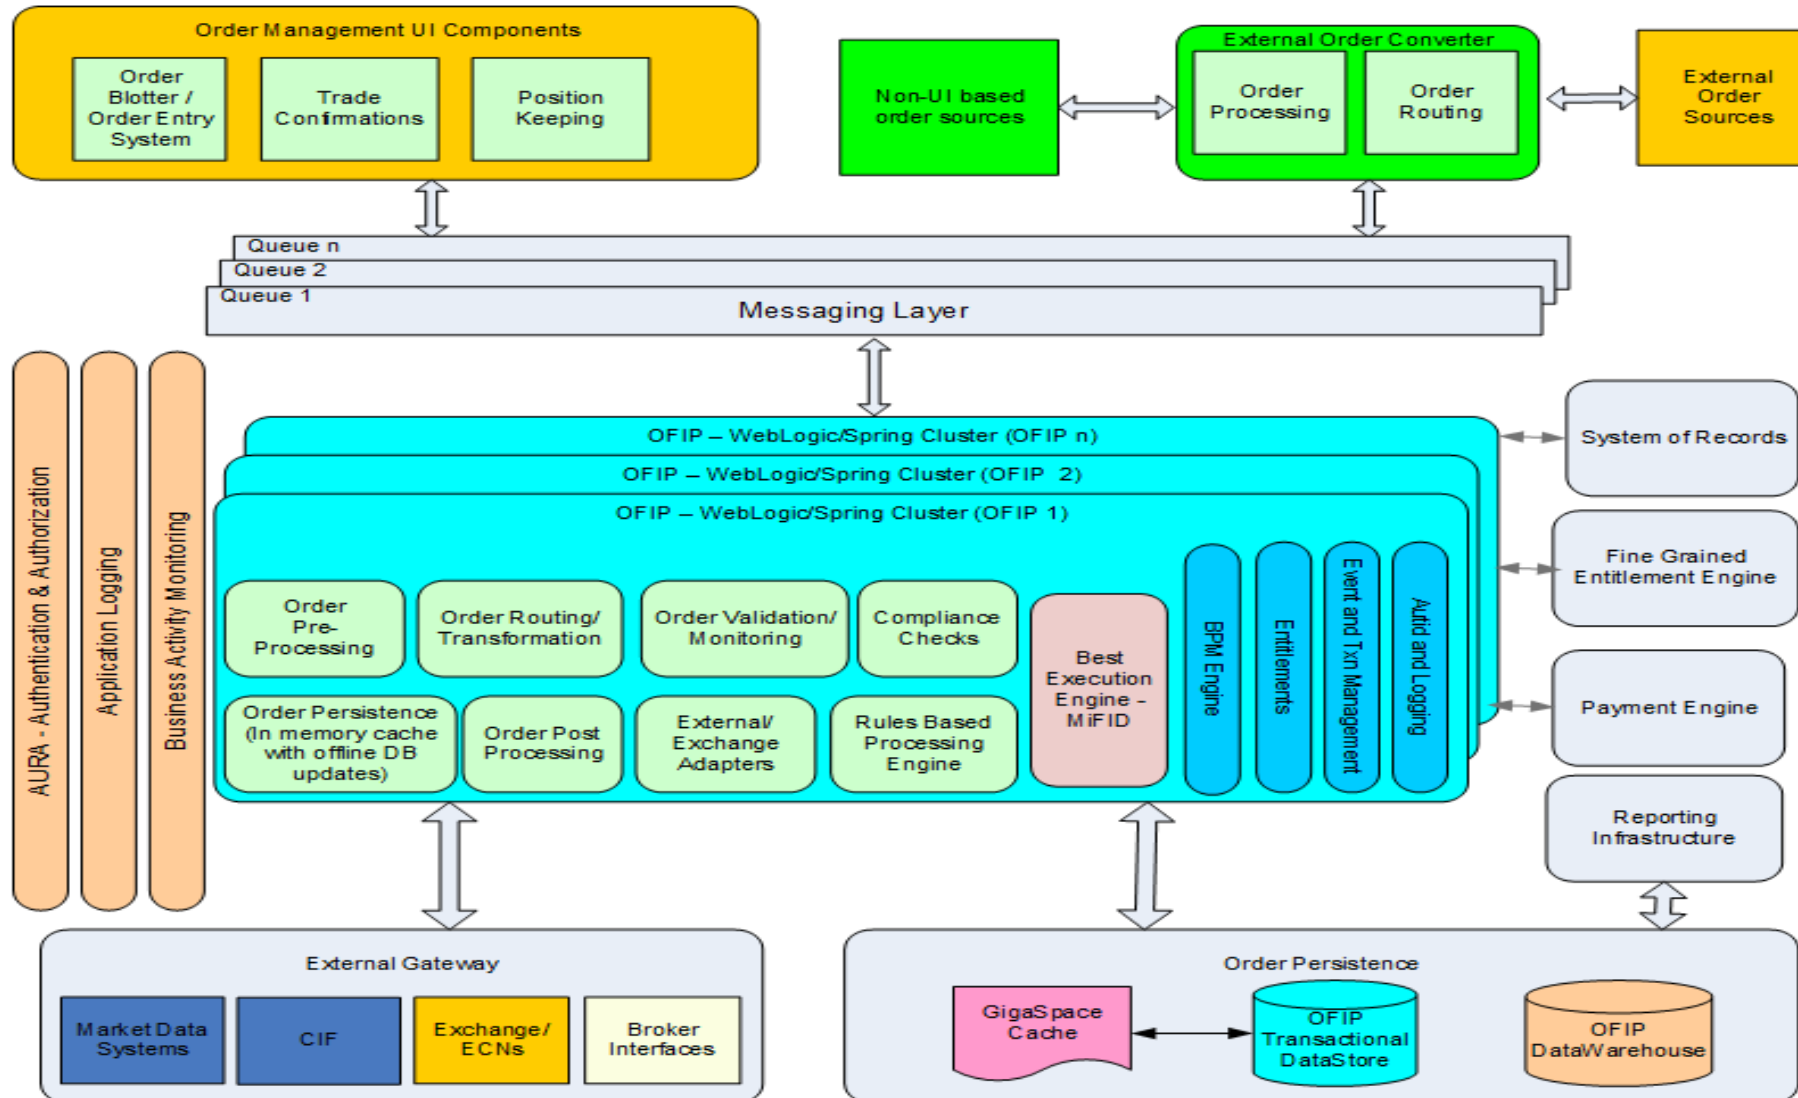 Order Management UI Components
Order
Blotter /
Order Entry
System
Trade
Confirmations
Position
Keeping
Non-UI based
order sources
External Order Converter
Order
Processing
Order
Routing
External
Order
Sources
Queue n
Queue 2
Queue 1
Messaging Layer
AURA - Authentication & Authorization
Application Logging
Business Activity Monitoring
OFIP – WebLogic/Spring Cluster (OFIP n)
OFIP – WebLogic/Spring Cluster (OFIP 2)
OFIP – WebLogic/Spring Cluster (OFIP 1)
Order
Pre-
Processing
Order Routing/
Transformation
Order Validation/
Monitoring
Compliance
Checks
Order Persistence
(In memory cache
with offline DB
updates)
Order Post
Processing
External/
Exchange
Adapters
Rules Based
Processing
Engine
Best
Execution
Engine -
MiFID
BPM Engine
Entitlements
Event and Txn Management
Autid and Logging
System of Records
Fine Grained
Entitlement Engine
Payment Engine
Reporting
Infrastructure
External Gateway
Market Data
Systems
CIF
Exchange/
ECNs
Broker
Interfaces
Order Persistence
GigaSpace
Cache
OFIP
Transactional
DataStore
OFIP
DataWarehouse